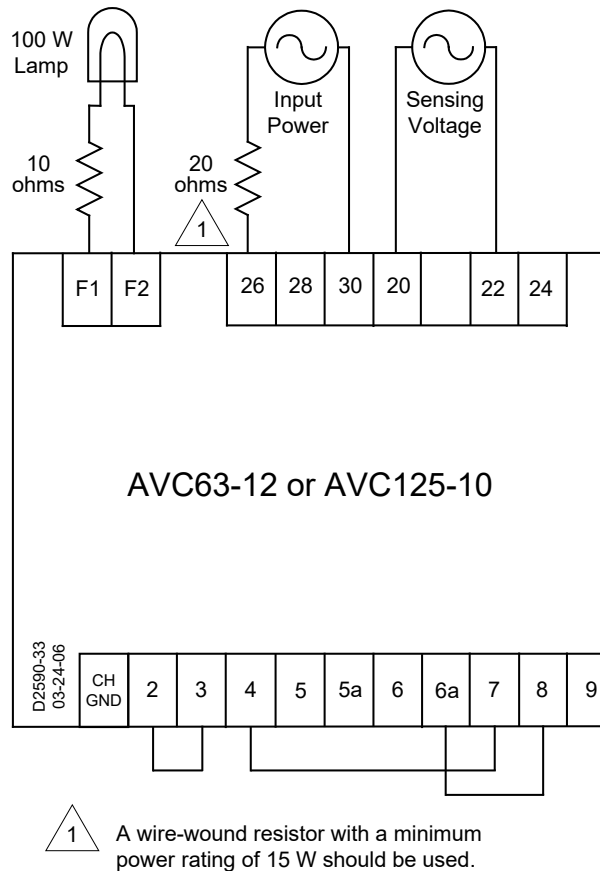 100 W
Lamp
Input
Power
Sensing
Voltage
10
ohms
20
ohms
1
F1 F2 26 28 30 20 22 24
AVC63-12 or AVC125-10
D2590-33
03-24-06
CH
GND
2 3 4 5 5a 6 6a 7 8 9
1 A wire-wound resistor with a minimum
power rating of 15 W should be used.